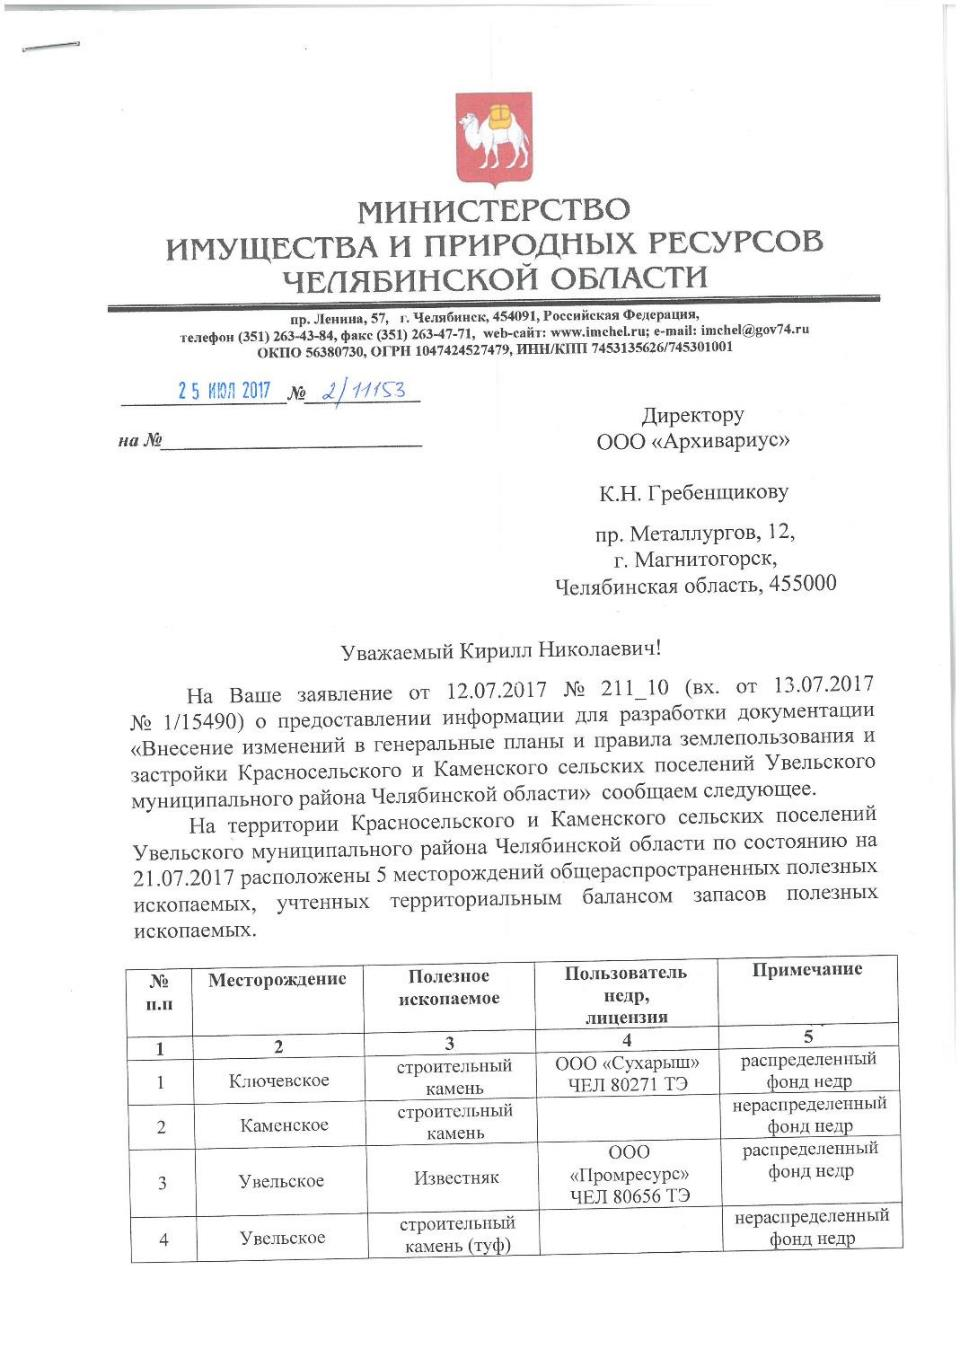 МИНИСТЕРСТВО
ИМУЩЕСТВА И ПРИРОДНЫХ РЕСУРСОВ
ЧЕЛЯБИНСКОЙ ОБЛАСТИ
пр. Ленина, 57, г. Челябинск, 454091, Российская Федерация,
телефон (351) 263-43-84, факс (351) 263-47-71, web-сайт: www.imchel.ru; e-mail: imchel@gov74.ru
ОКПО 56380730, ОГРН 1047424527479, ИНН/КПП 7453135626/745301001
25 ИЮЛ 2017 № 2/11153
на №
Директору
ООО «Архивариус»
К.Н. Гребенщикову
пр. Металлургов, 12,
г. Магнитогорск,
Челябинская область, 455000
Уважаемый Кирилл Николаевич!
На Ваше заявление от 12.07.2017 № 211_10 (вх. от 13.07.2017
№ 1/15490) о предоставлении информации для разработки документации
«Внесение изменений в генеральные планы и правила землепользования и
застройки Красносельского и Каменского сельских поселений Увельского
муниципального района Челябинской области» сообщаем следующее.
На территории Красносельского и Каменского сельских поселений
Увельского муниципального района Челябинской области по состоянию на
21.07.2017 расположены 5 месторождений общераспространенных полезных
ископаемых, учтенных территориальным балансом запасов полезных
ископаемых.
№ п.п Месторождение Полезное ископаемое Пользователь недр, лицензия Примечание
1 2 3 4 5
1 Ключевское строительный камень ООО «Сухарыш» ЧЕЛ 80271 ТЭ распределенный фонд недр
2 Каменское строительный камень нераспределенный фонд недр
3 Увельское Известняк ООО «Промресурс» ЧЕЛ 80656 ТЭ распределенный фонд недр
4 Увельское строительный камень (туф) нераспределенный фонд недр